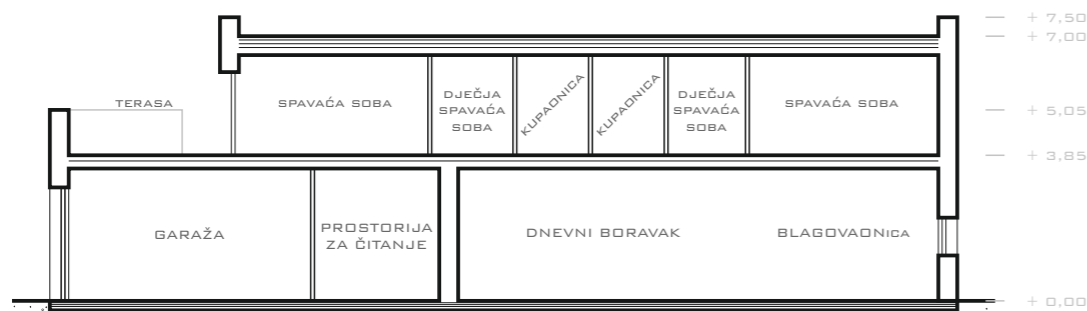 + 7,50
+ 7,00
TERASA
SPAVAĆA SOBA
DJEČJA
SPAVAĆA
SOBA
KUPAONICA
KUPAONICA
DJEČJA
SPAVAĆA
SOBA
SPAVAĆA SOBA
+ 5,05
+ 3,85
GARAŽA
PROSTORIJA
ZA ČITANJE
DNEVNI BORAVAK
BLAGOVAONICA
+ 0,00